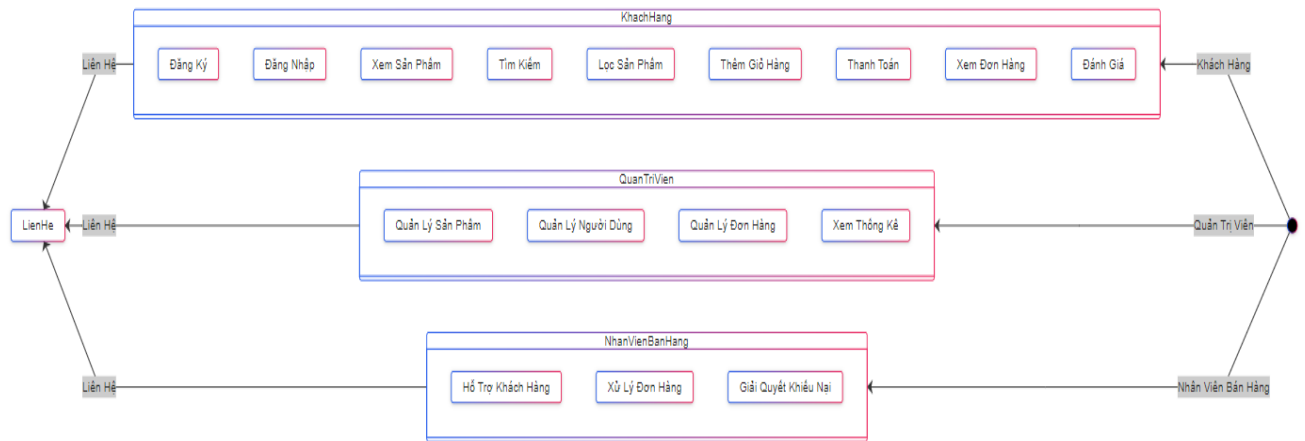 KhachHang
Liên Hệ
Đăng Ký
Đăng Nhập
Xem Sản Phẩm
Tìm Kiếm
Lọc Sản Phẩm
Thêm Giỏ Hàng
Thanh Toán
Xem Đơn Hàng
Đánh Giá
Khách Hàng
QuanTriVien
LienHe
Liên Hệ
Quản Lý Sản Phẩm
Quản Lý Người Dùng
Quản Lý Đơn Hàng
Xem Thống Kê
Quản Trị Viên
NhanVienBanHang
Liên Hệ
Hỗ Trợ Khách Hàng
Xử Lý Đơn Hàng
Giải Quyết Khiếu Nại
Nhân Viên Bán Hàng